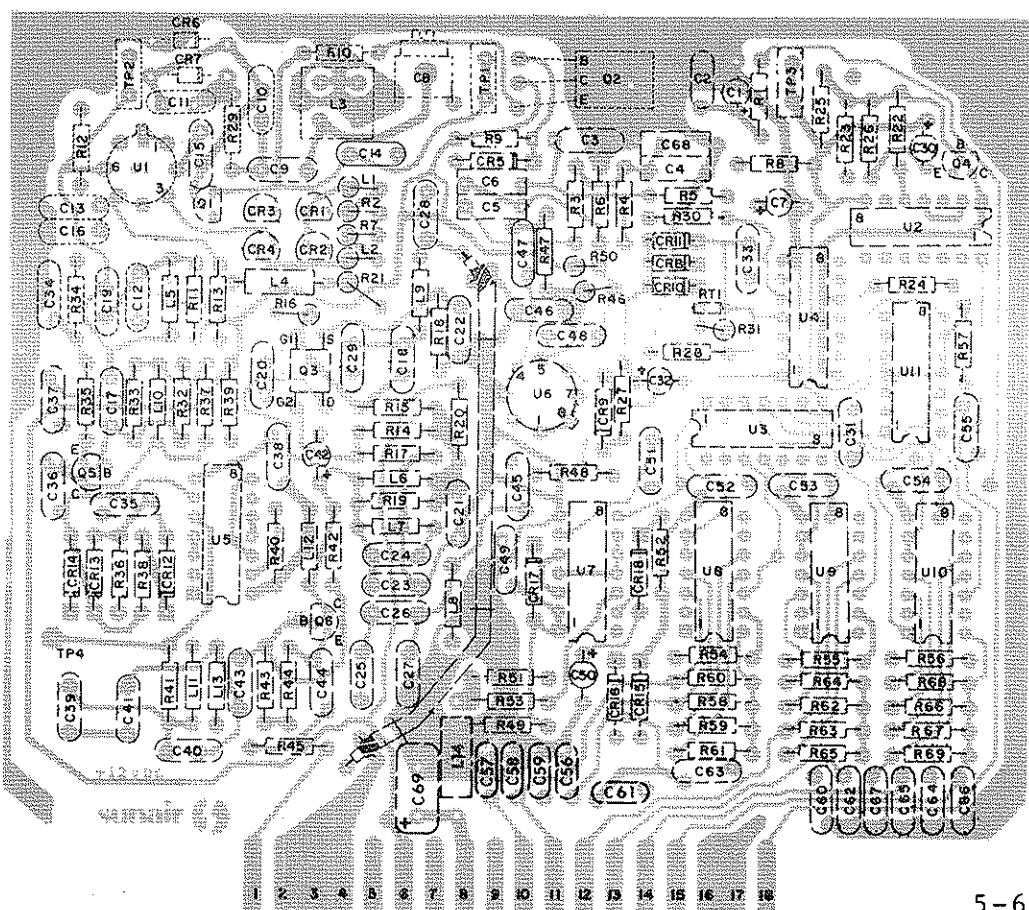 CR6
CR7
TP2
C11
R29
C10
R10
L3
C8
TP1
B
C
E
Q2
C2
C1
R1
TP3
R25
R23
R26
R22
C30
+
B
Q4
E
C
R12
6
U1
3
C15
Q1
C9
C14
R9
CR5
C3
C68
C4
R8
C6
C5
C13
C16
CR3
CR1
CR4
CR2
L1
R2
R7
L2
R21
C28
R3
R6
R4
R5
R30
+
C7
8
U2
C47
R47
R50
CR11
CR8
CR10
C33
C34
R34
C19
C12
L5
R11
R13
L4
R16
L9
R18
C22
C46
R46
RT1
R31
8
U4
R24
8
U11
R57
G1
S
Q3
G2
D
C20
C29
C18
C48
R28
4
5
U6
7
8
CR9
R27
+
C32
C37
R35
C17
R33
L10
R32
R37
R39
R15
R14
R17
L6
R19
L7
R20
U3
C31
C55
C36
E
Q5
B
C
C35
8
U5
C38
C42
+
C21
C45
R48
C51
C52
C53
C54
CR14
CR13
R36
R38
CR12
R40
L12
R42
C24
C23
C26
L8
C49
CR17
U7
CR18
R52
8
U8
8
U9
8
U10
B
Q6
C
E
TP4
C39
C41
R41
L11
L13
C43
R43
R44
C44
C25
C27
R51
R53
R49
+
C50
CR16
CR15
R54
R60
R58
R59
R61
C63
R55
R64
R62
R63
R65
R56
R68
R66
R67
R69
C40
R45
C69
+
L14
C57
C58
C59
C56
C61
C60
C62
C67
C65
C64
C66
sunair
1 2 3 4 5 6 7 8 9 10 11 12 13 14 15 16 17 18
5-6